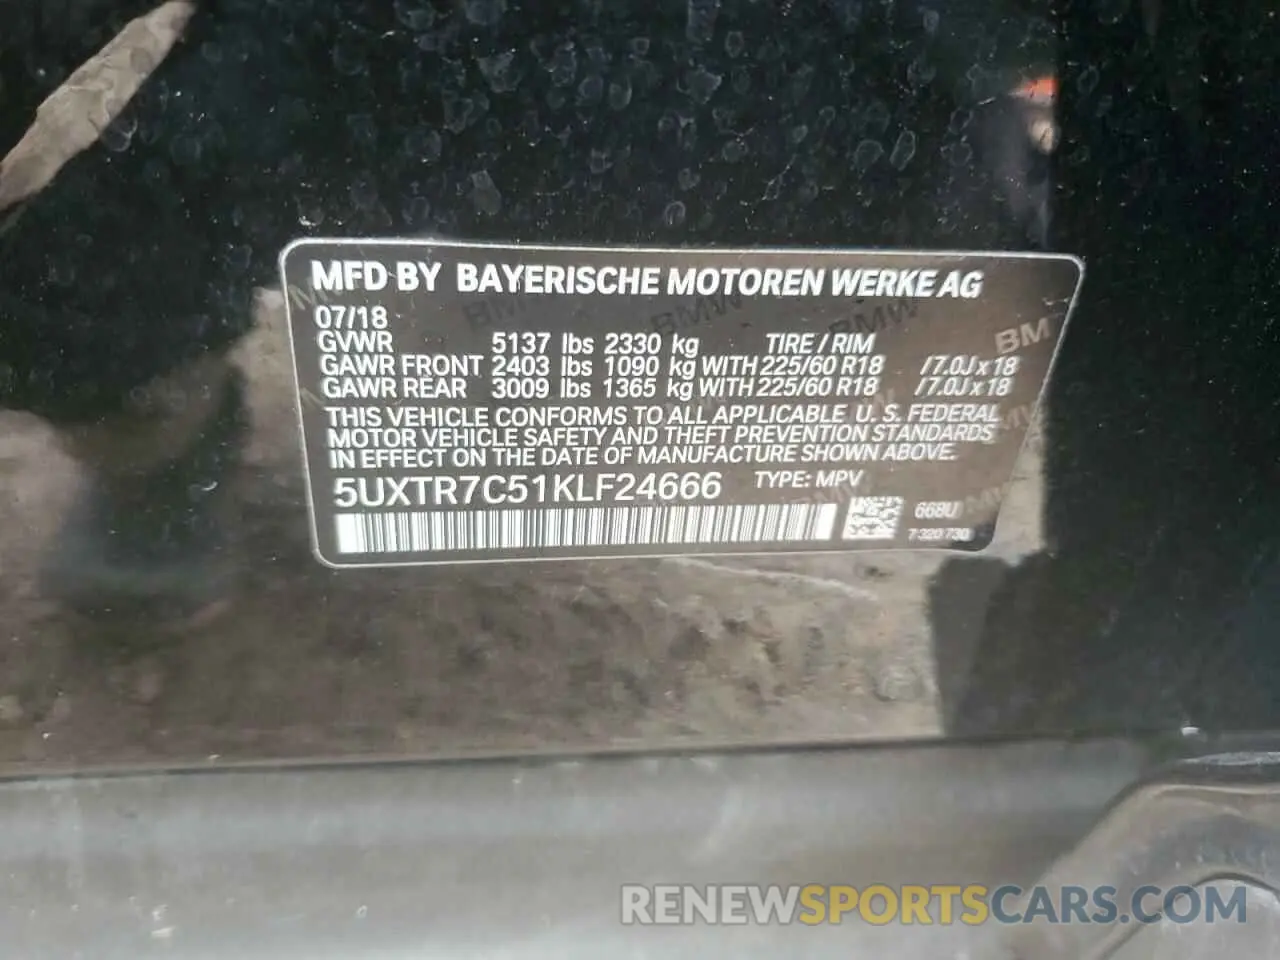 MFD BY BAYERISCHE MOTOREN WERKE AG
07/18
GVWR 5137 lbs 2330 kg TIRE / RIM
GAWR FRONT 2403 lbs 1090 kg WITH 225/60 R18 / 7.0J x 18
GAWR REAR 3009 lbs 1365 kg WITH 225/60 R18 / 7.0J x 18
THIS VEHICLE CONFORMS TO ALL APPLICABLE U. S. FEDERAL
MOTOR VEHICLE SAFETY AND THEFT PREVENTION STANDARDS
IN EFFECT ON THE DATE OF MANUFACTURE SHOWN ABOVE.
5UXTR7C51KLF24666 TYPE: MPV
668U
7 320 730
RENEWSPORTSCARS.COM